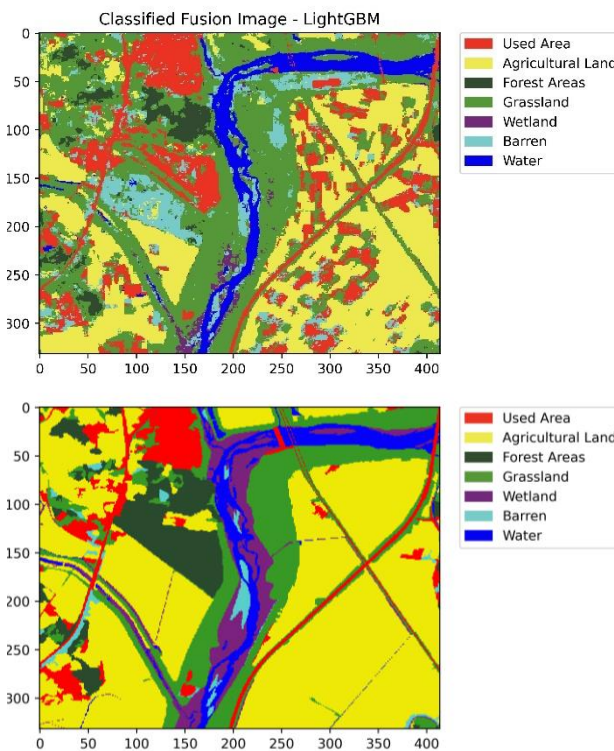 Classified Fusion Image - LightGBM
0
50
100
150
200
250
300
0 50 100 150 200 250 300 350 400
Used Area
Agricultural Land
Forest Areas
Grassland
Wetland
Barren
Water
0
50
100
150
200
250
300
0 50 100 150 200 250 300 350 400
Used Area
Agricultural Land
Forest Areas
Grassland
Wetland
Barren
Water